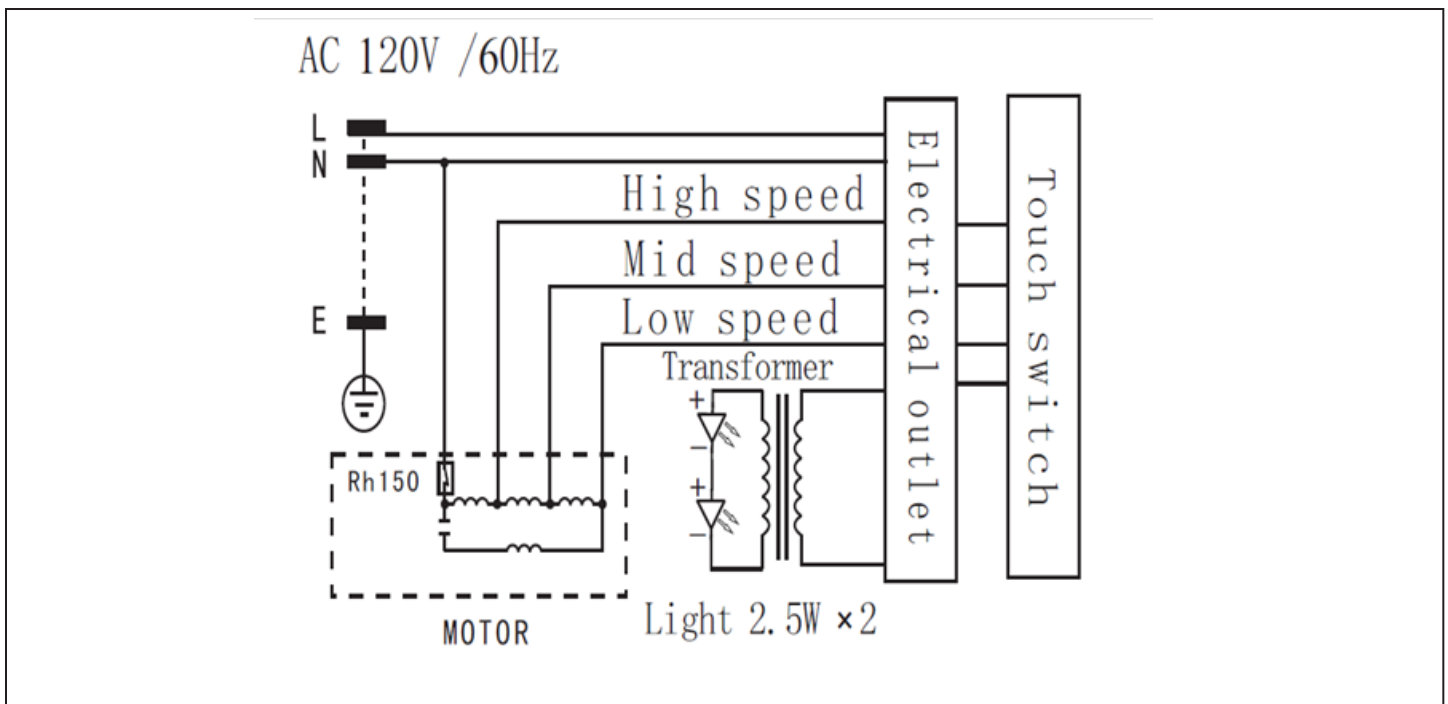 AC 120V /60Hz
L
N
High speed
Mid speed
Low speed
E
Transformer
+
−
+
−
Rh150
MOTOR
Light 2.5W ×2
Electrical outlet
Touch switch